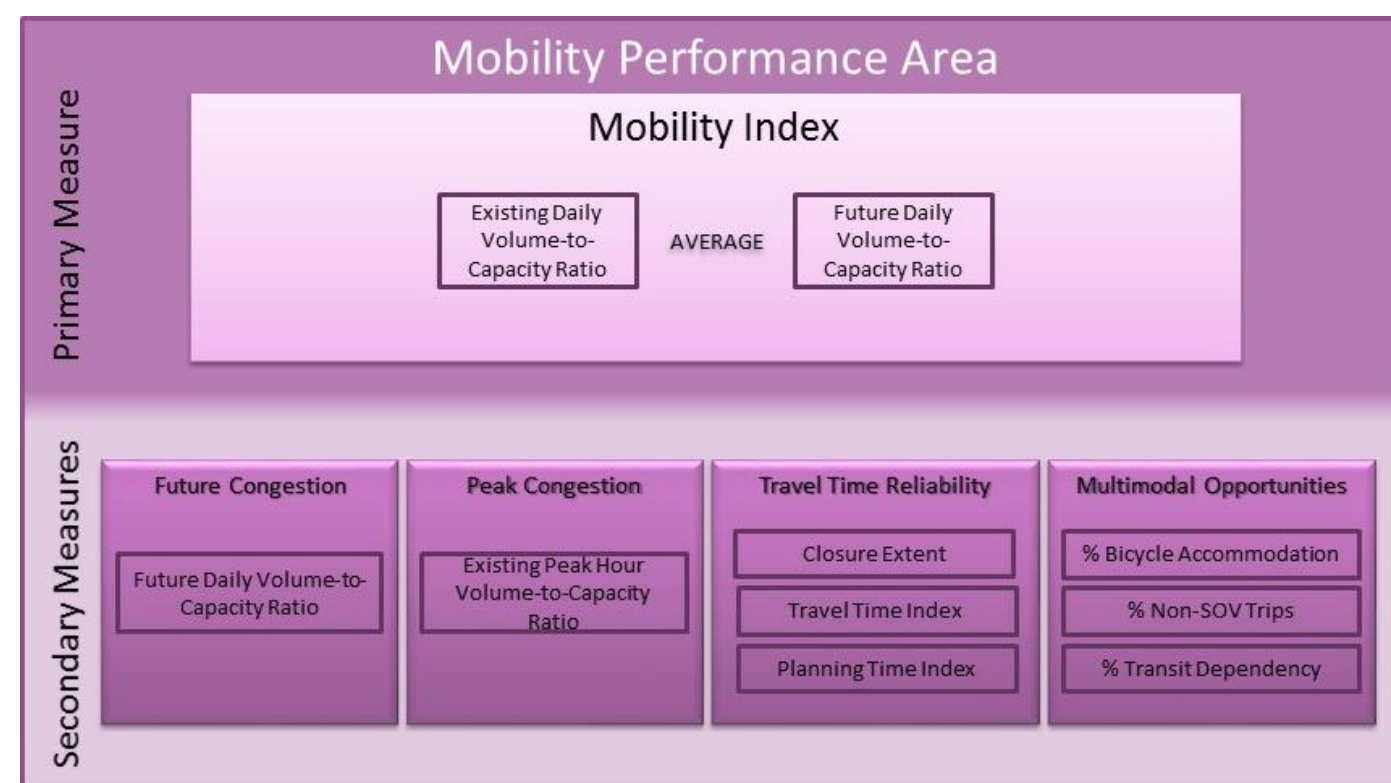 Mobility Performance Area
Primary Measure
Mobility Index
Existing Daily
Volume-to-
Capacity Ratio
AVERAGE
Future Daily
Volume-to-
Capacity Ratio
Secondary Measures
Future Congestion
Future Daily Volume-to-
Capacity Ratio
Peak Congestion
Existing Peak Hour
Volume-to-Capacity
Ratio
Travel Time Reliability
Closure Extent
Travel Time Index
Planning Time Index
Multimodal Opportunities
% Bicycle Accommodation
% Non-SOV Trips
% Transit Dependency